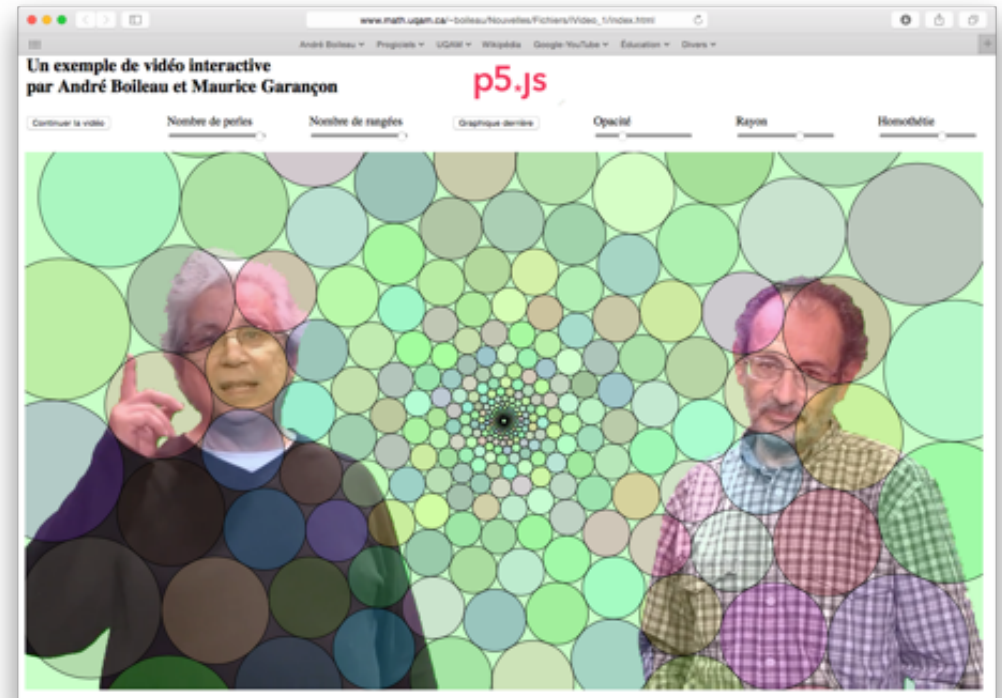 www.math.uqam.ca/~boileau/Nouvelles/Fichiers/IVideo_1/index.html
André Boileau Progiciels UQAM Wikipédia Google-YouTube Éducation Divers
Un exemple de vidéo interactive
par André Boileau et Maurice Garançon
p5.js
Continuer la vidéo Nombre de perles Nombre de rangées Graphique derrière Opacité Rayon Homothétie